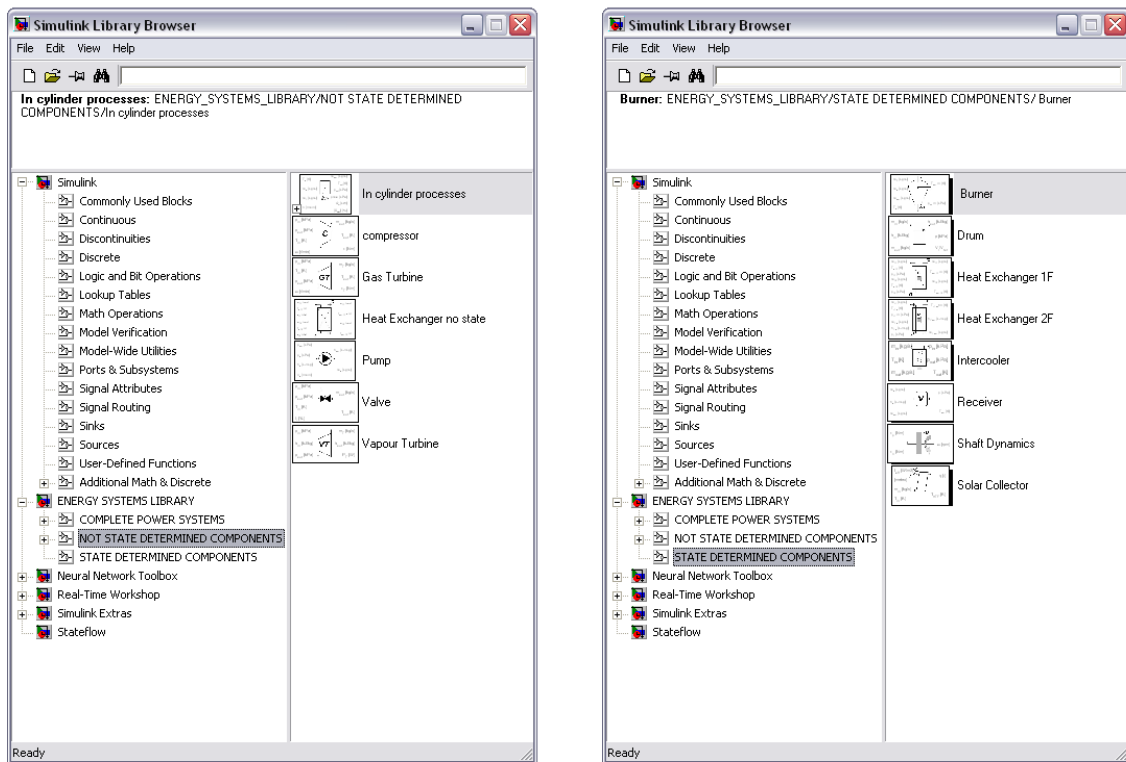 Simulink Library Browser
File Edit View Help
In cylinder processes: ENERGY_SYSTEMS_LIBRARY/NOT STATE DETERMINED
COMPONENTS/In cylinder processes
Simulink
Commonly Used Blocks
Continuous
Discontinuities
Discrete
Logic and Bit Operations
Lookup Tables
Math Operations
Model Verification
Model-Wide Utilities
Ports & Subsystems
Signal Attributes
Signal Routing
Sinks
Sources
User-Defined Functions
Additional Math & Discrete
ENERGY SYSTEMS LIBRARY
COMPLETE POWER SYSTEMS
NOT STATE DETERMINED COMPONENTS
STATE DETERMINED COMPONENTS
Neural Network Toolbox
Real-Time Workshop
Simulink Extras
Stateflow
In cylinder processes
C compressor
GT Gas Turbine
Heat Exchanger no state
Pump
Valve
VT Vapour Turbine
Ready
Simulink Library Browser
File Edit View Help
Burner: ENERGY_SYSTEMS_LIBRARY/STATE DETERMINED COMPONENTS/ Burner
Simulink
Commonly Used Blocks
Continuous
Discontinuities
Discrete
Logic and Bit Operations
Lookup Tables
Math Operations
Model Verification
Model-Wide Utilities
Ports & Subsystems
Signal Attributes
Signal Routing
Sinks
Sources
User-Defined Functions
Additional Math & Discrete
ENERGY SYSTEMS LIBRARY
COMPLETE POWER SYSTEMS
NOT STATE DETERMINED COMPONENTS
STATE DETERMINED COMPONENTS
Neural Network Toolbox
Real-Time Workshop
Simulink Extras
Stateflow
Burner
Drum
Heat Exchanger 1F
Heat Exchanger 2F
Intercooler
V Receiver
Shaft Dynamics
Solar Collector
Ready